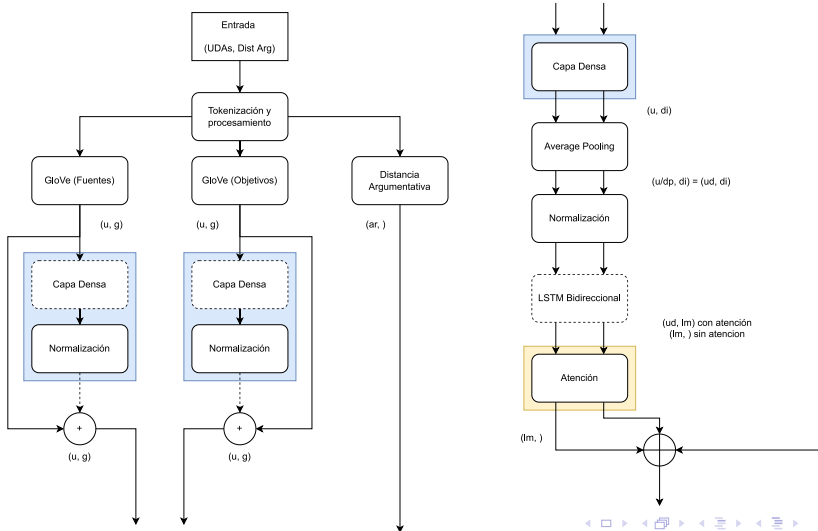 Entrada
(UDAs, Dist Arg)
Tokenización y
procesamiento
GloVe (Fuentes)
GloVe (Objetivos)
Distancia
Argumentativa
(u, g)
(u, g)
(ar, )
Capa Densa
Normalización
Capa Densa
Normalización
+
+
(u, g)
(u, g)
Capa Densa
(u, di)
Average Pooling
(u/dp, di) = (ud, di)
Normalización
LSTM Bidireccional
(ud, lm) con atención
(lm, ) sin atencion
Atención
(lm, )